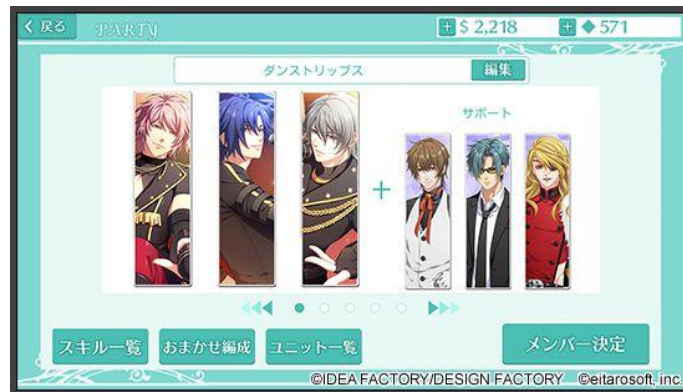 戻る PARTY $ 2,218 571
ダンストリップス 編集
サポート
スキル一覧 おまかせ編成 ユニット一覧 メンバー決定
©IDEA FACTORY/DESIGN FACTORY ©eitarosoft, inc